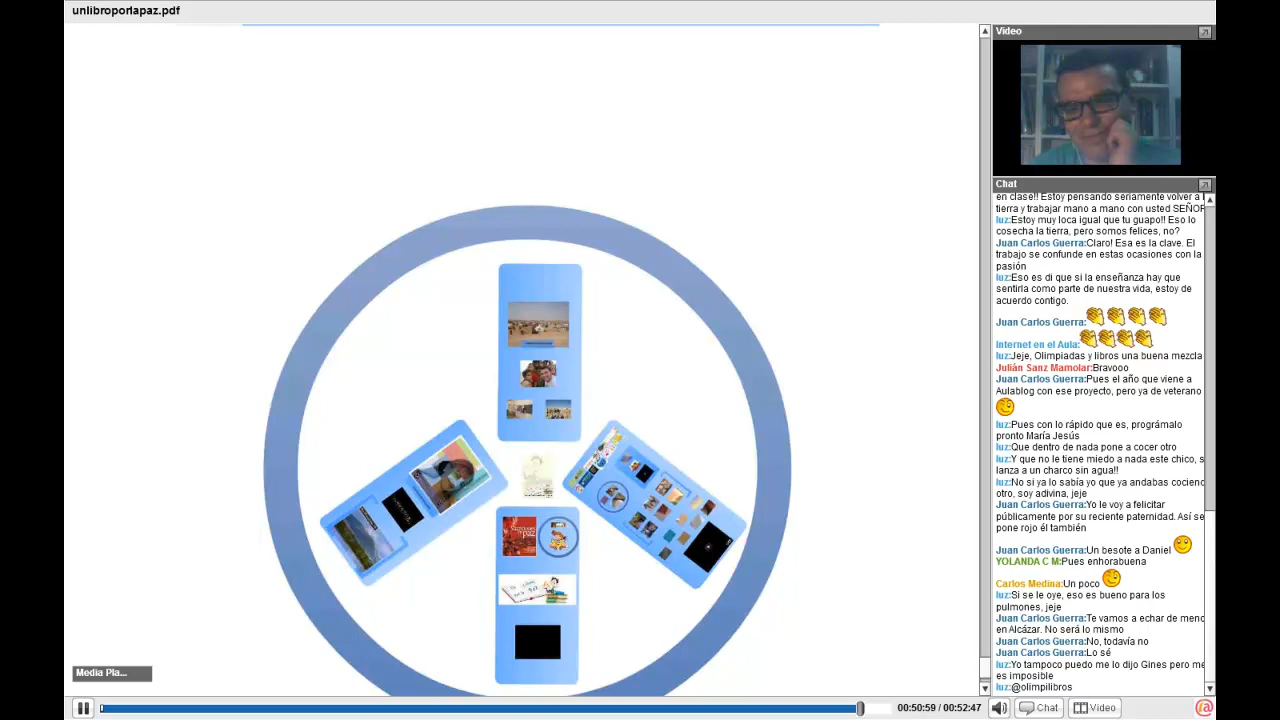 unlibroporlapaz.pdf
Video
Chat
en clase!! Estoy pensando seriamente volver a l
tierra y trabajar mano a mano con usted SEÑOR
luz:Estoy muy loca igual que tu guapo!! Eso lo
cosecha la tierra, pero somos felices, no?
Juan Carlos Guerra:Claro! Esa es la clave. El
trabajo se confunde en estas ocasiones con la
pasión
luz:Eso es di que si la enseñanza hay que
sentirla como parte de nuestra vida, estoy de
acuerdo contigo.
Juan Carlos Guerra:
Internet en el Aula:
luz:Jeje, Olimpiadas y libros una buena mezcla
Julián Sanz Mamolar:Bravooo
Juan Carlos Guerra:Pues el año que viene a
Aulablog con ese proyecto, pero ya de veterano
luz:Pues con lo rápido que es, prográmalo
pronto María Jesús
luz:Que dentro de nada pone a cocer otro
luz:Y que no le tiene miedo a nada este chico, s
lanza a un charco sin agua!!
luz:No si ya lo sabía yo que ya andabas cocienc
otro, soy adivina, jeje
Juan Carlos Guerra:Yo le voy a felicitar
públicamente por su reciente paternidad. Así se
pone rojo él también
Juan Carlos Guerra:Un besote a Daniel
YOLANDA C M:Pues enhorabuena
Carlos Medina:Un poco
luz:Si se le oye, eso es bueno para los
pulmones, jeje
Juan Carlos Guerra:Te vamos a echar de meno
en Alcázar. No será lo mismo
Juan Carlos Guerra:No, todavía no
Juan Carlos Guerra:Lo sé
luz:Yo tampoco puedo me lo dijo Gines pero me
es imposible
luz:@olimpilibros
Media Pla...
00:50:59 / 00:52:47
Chat
Video